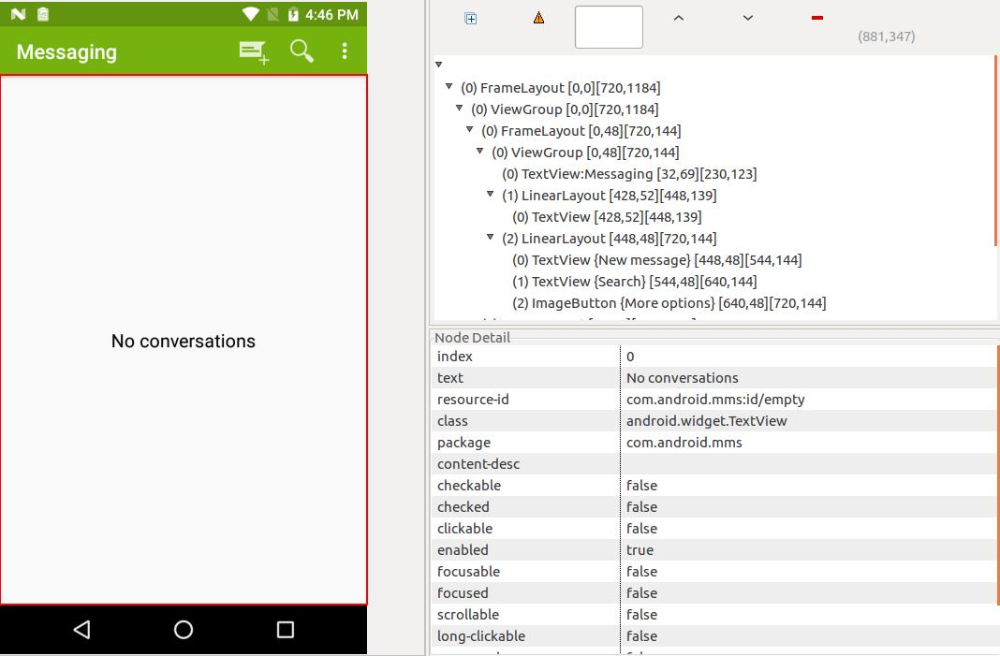 4:46 PM
Messaging
No conversations
(881,347)
(0) FrameLayout [0,0][720,1184]
(0) ViewGroup [0,0][720,1184]
(0) FrameLayout [0,48][720,144]
(0) ViewGroup [0,48][720,144]
(0) TextView:Messaging [32,69][230,123]
(1) LinearLayout [428,52][448,139]
(0) TextView [428,52][448,139]
(2) LinearLayout [448,48][720,144]
(0) TextView {New message} [448,48][544,144]
(1) TextView {Search} [544,48][640,144]
(2) ImageButton {More options} [640,48][720,144]
Node Detail
index 0
text No conversations
resource-id com.android.mms:id/empty
class android.widget.TextView
package com.android.mms
content-desc
checkable false
checked false
clickable false
enabled true
focusable false
focused false
scrollable false
long-clickable false